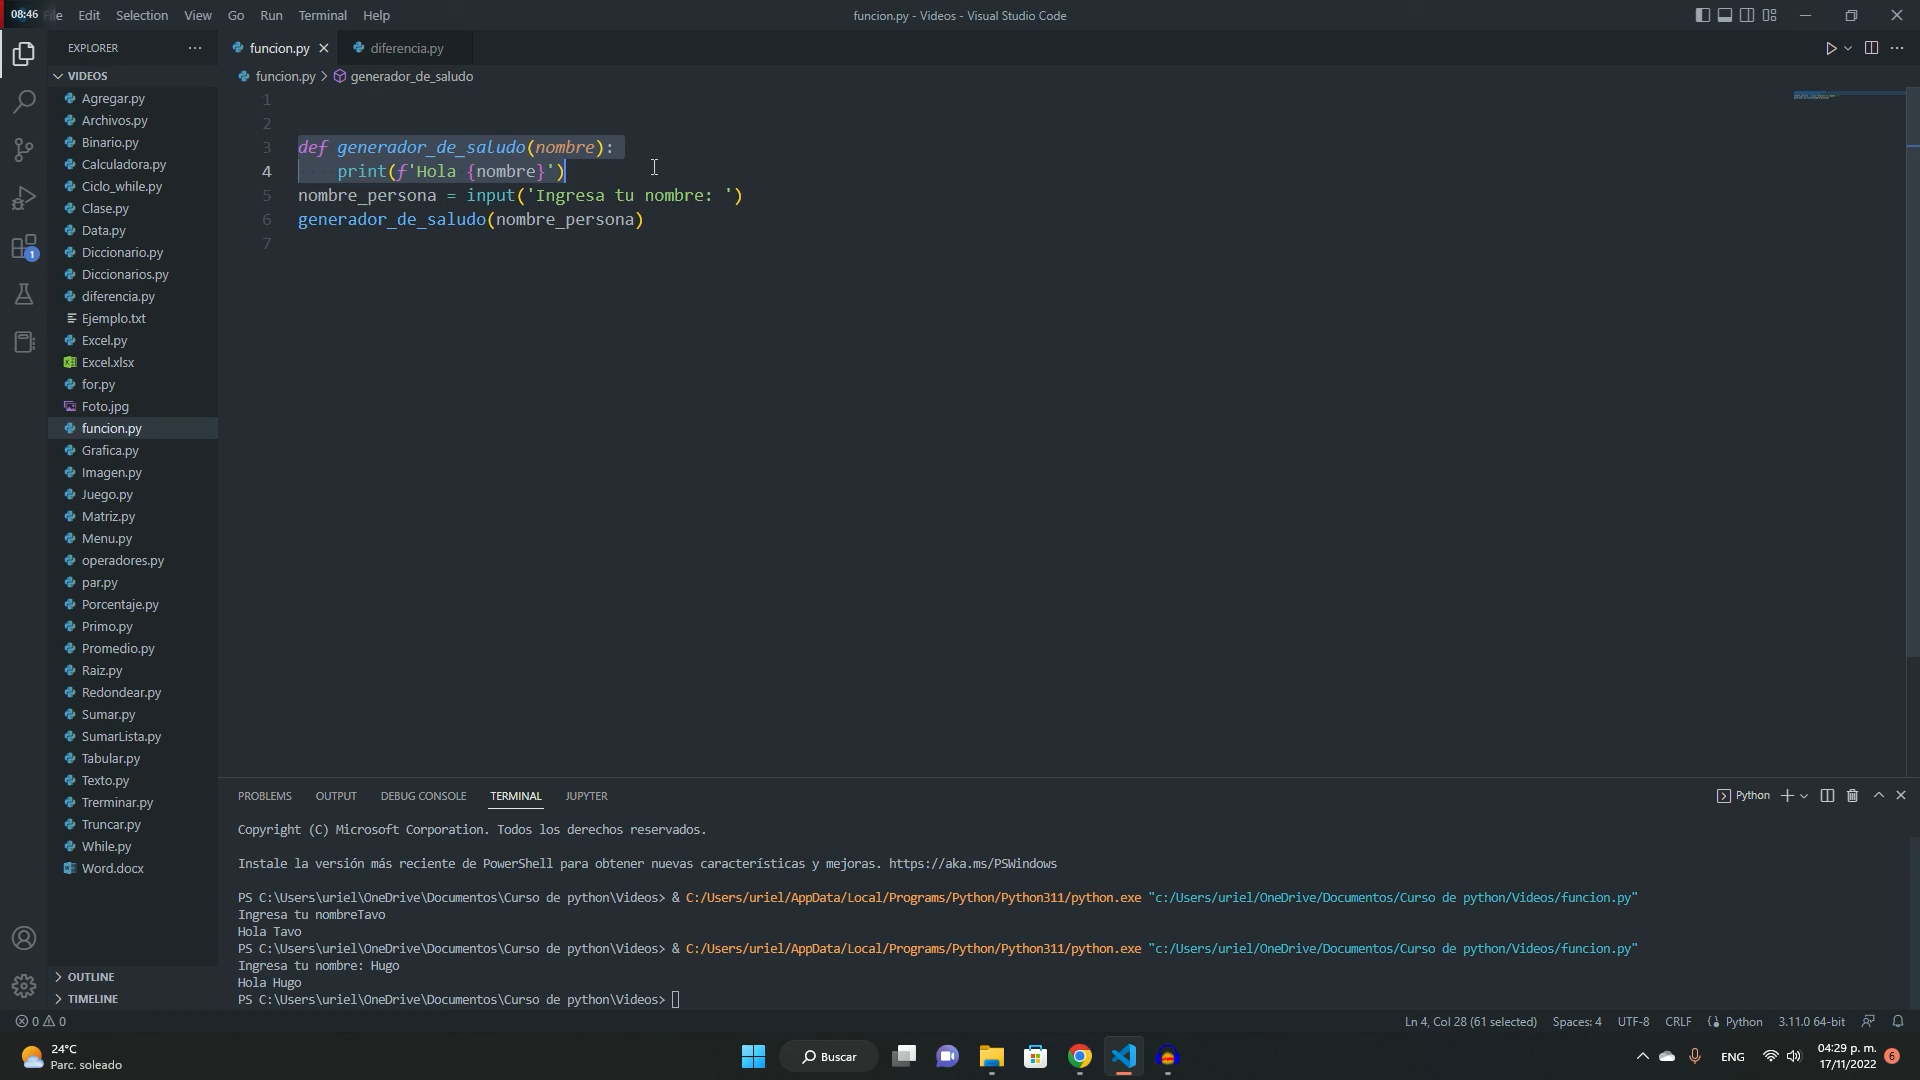 08:46 File Edit Selection View Go Run Terminal Help funcion.py - Videos - Visual Studio Code
EXPLORER
funcion.py diferencia.py
VIDEOS
funcion.py > generador_de_saludo
Agregar.py
Archivos.py
Binario.py
Calculadora.py
Ciclo_while.py
Clase.py
Data.py
Diccionario.py
Diccionarios.py
diferencia.py
Ejemplo.txt
Excel.py
Excel.xlsx
for.py
Foto.jpg
funcion.py
Grafica.py
Imagen.py
Juego.py
Matriz.py
Menu.py
operadores.py
par.py
Porcentaje.py
Primo.py
Promedio.py
Raiz.py
Redondear.py
Sumar.py
SumarLista.py
Tabular.py
Texto.py
Trerminar.py
Truncar.py
While.py
Word.docx
OUTLINE
TIMELINE
1
1
2
3 def generador_de_saludo(nombre):
4 print(f'Hola {nombre}')
5 nombre_persona = input('Ingresa tu nombre: ')
6 generador_de_saludo(nombre_persona)
7
PROBLEMS OUTPUT DEBUG CONSOLE TERMINAL JUPYTER Python
Copyright (C) Microsoft Corporation. Todos los derechos reservados.
Instale la versión más reciente de PowerShell para obtener nuevas características y mejoras. https://aka.ms/PSWindows
PS C:\Users\uriel\OneDrive\Documentos\Curso de python\Videos> & C:/Users/uriel/AppData/Local/Programs/Python/Python311/python.exe "c:/Users/uriel/OneDrive/Documentos/Curso de python/Videos/funcion.py"
Ingresa tu nombreTavo
Hola Tavo
PS C:\Users\uriel\OneDrive\Documentos\Curso de python\Videos> & C:/Users/uriel/AppData/Local/Programs/Python/Python311/python.exe "c:/Users/uriel/OneDrive/Documentos/Curso de python/Videos/funcion.py"
Ingresa tu nombre: Hugo
Hola Hugo
PS C:\Users\uriel\OneDrive\Documentos\Curso de python\Videos>
0 0 Ln 4, Col 28 (61 selected) Spaces: 4 UTF-8 CRLF Python 3.11.0 64-bit
24°C
Parc. soleado
Buscar
ENG
04:29 p. m.
17/11/2022
6